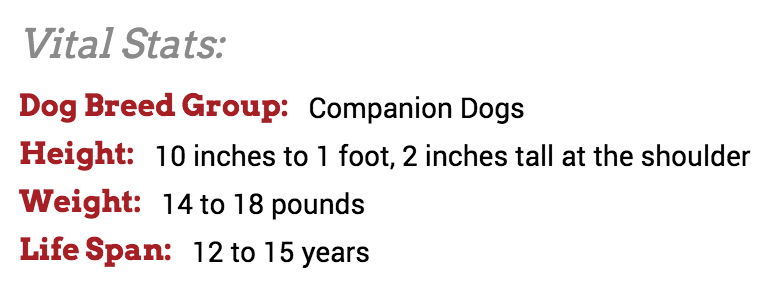 Vital Stats:
Dog Breed Group: Companion Dogs
Height: 10 inches to 1 foot, 2 inches tall at the shoulder
Weight: 14 to 18 pounds
Life Span: 12 to 15 years